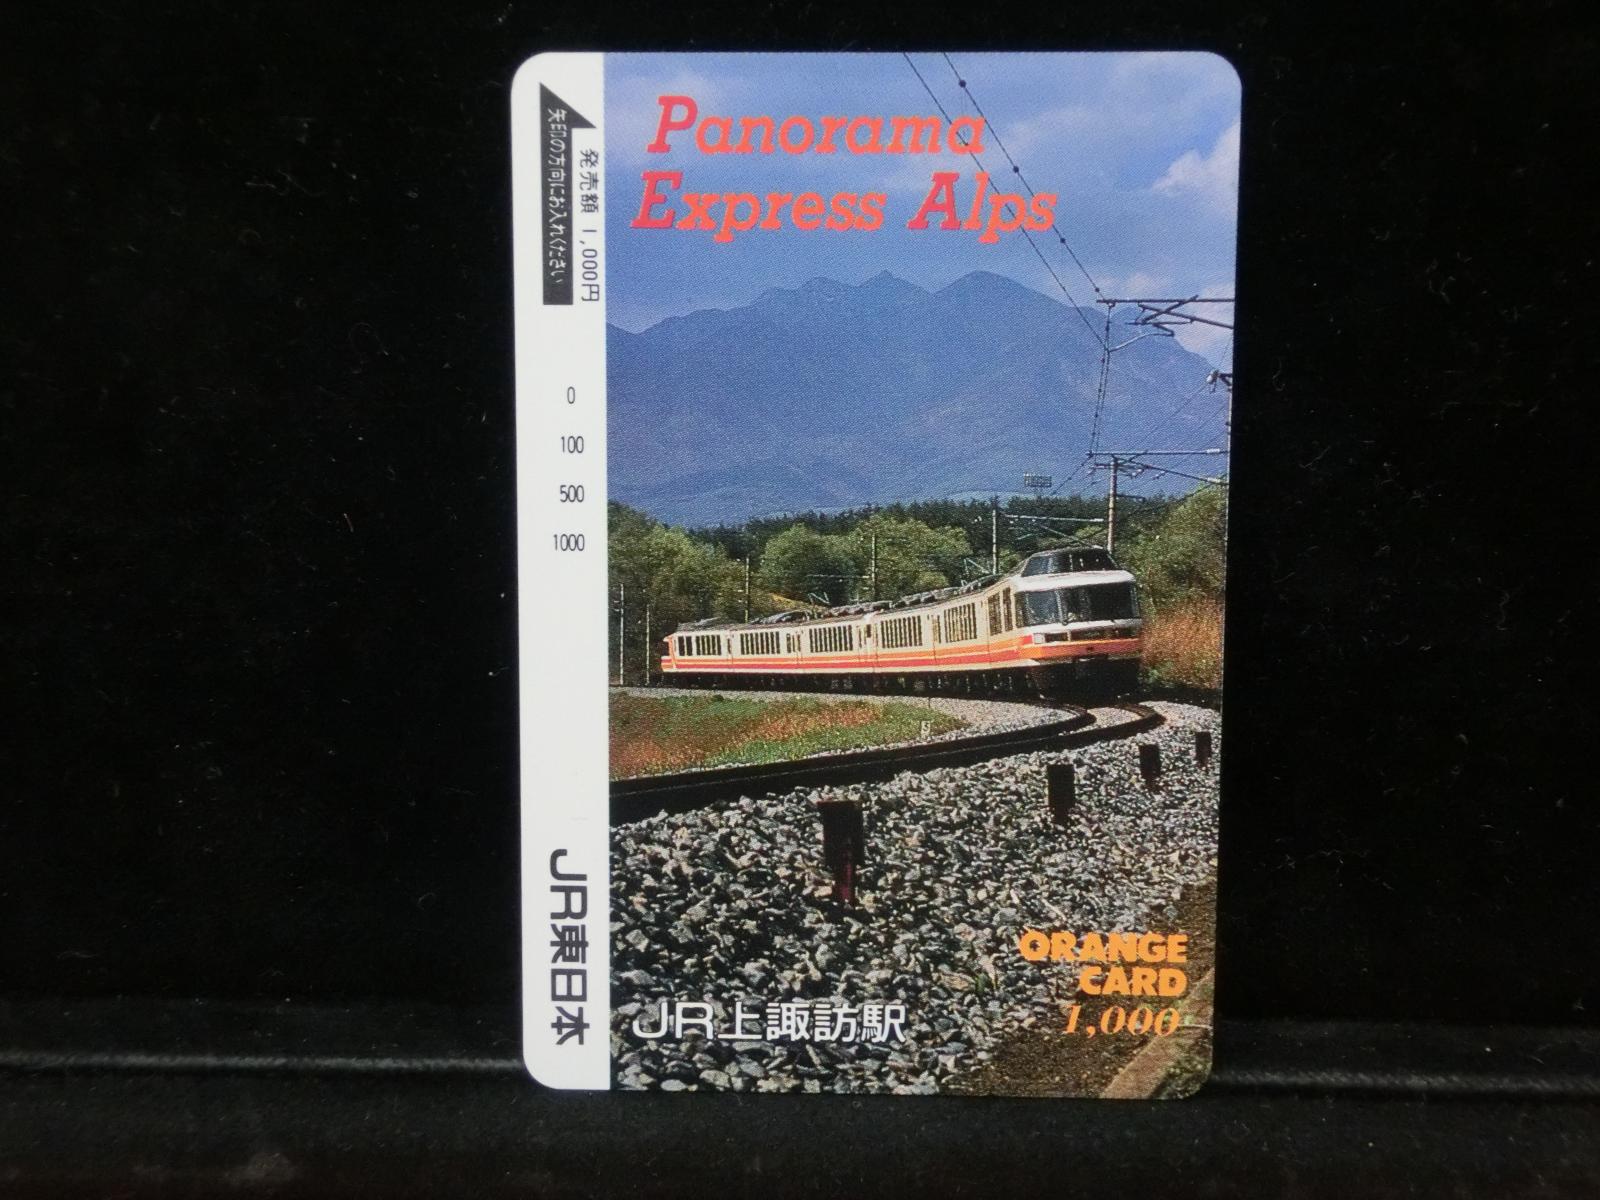 Panorama
Express Alps
矢印の方向にお入れください
発売額 1,000円
0
100
500
1000
JR東日本
ORANGE
CARD
1,000
JR上諏訪駅